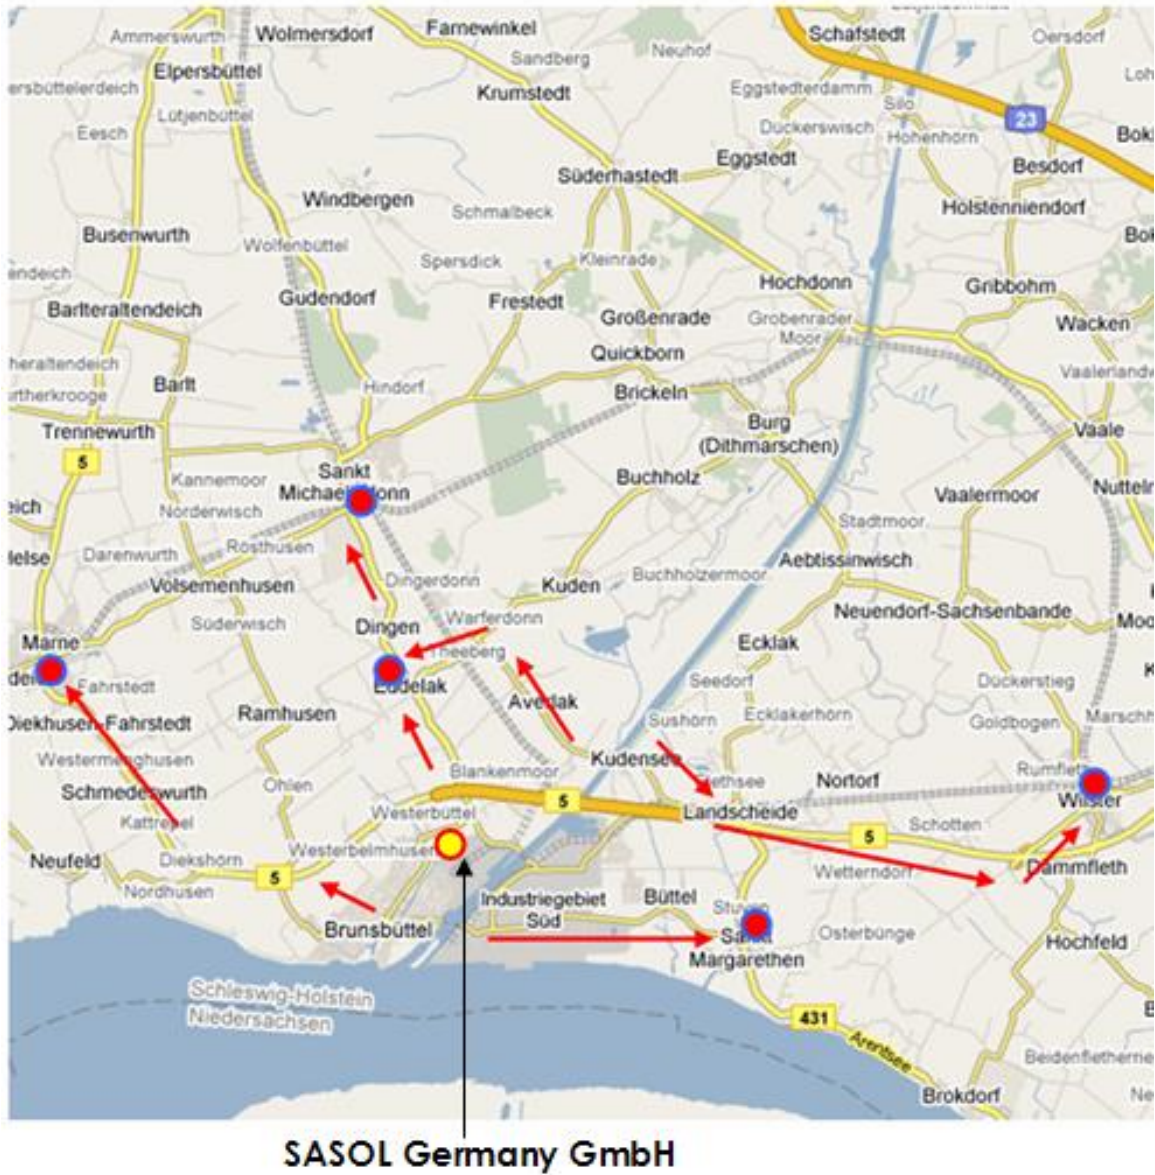 Wolmersdorf
Farnewinkel
Ammerswurth
Neuhof
Schafstedt
Oersdorf
Sandberg
Elpersbüttel
Krumstedt
Eggstedterdamm
Silo
Lütjenbüttel
23
Eesch
Dückerswisch
Hohenhorn
Eggstedt
Besdorf
Süderhastedt
Windbergen
Schmalbeck
Holstenniendorf
Busenwurth
Wolfenbüttel
Spersdick
Kleinrade
Hochdonn
Gribbohm
Gudendorf
Frestedt
Barlteraltendeich
Großenrade
Grobenrader
Moor
Wacken
Quickborn
Barlt
Hindorf
Brickeln
Trennewurth
Burg
(Dithmarschen)
Vaale
5
Sankt
Kannemoor
Buchholz
Vaalermoor
Norderwisch
Stadtmoor
Rosthusen
Darenwurth
Aebtissinwisch
Volsemenhusen
Dingerdonn
Kuden
Buchholzermoor
Neuendorf-Sachsenbande
Süderwisch
Warferdonn
Dingen
Marne
Ecklak
Fahrstedt
Seedorf
Dückerstieg
Averlak
Ramhusen
Diekhusen-Fahrstedt
Sushörn
Ecklakerhörn
Goldbogen
Kudensee
Blankenmoor
Nortorf
Ohlen
Schmedeswurth
5
Westerbüttel
Landscheide
Kattrepel
Schotten
5
Neufeld
Diekshörn
Dammfleth
Wetterndorf
5
Nordhusen
Industriegebiet
Süd
Büttel
Brunsbüttel
Osterbünge
Hochfeld
Margarethen
Schleswig-Holstein
Niedersachsen
431
Arentsee
Brokdorf
SASOL Germany GmbH